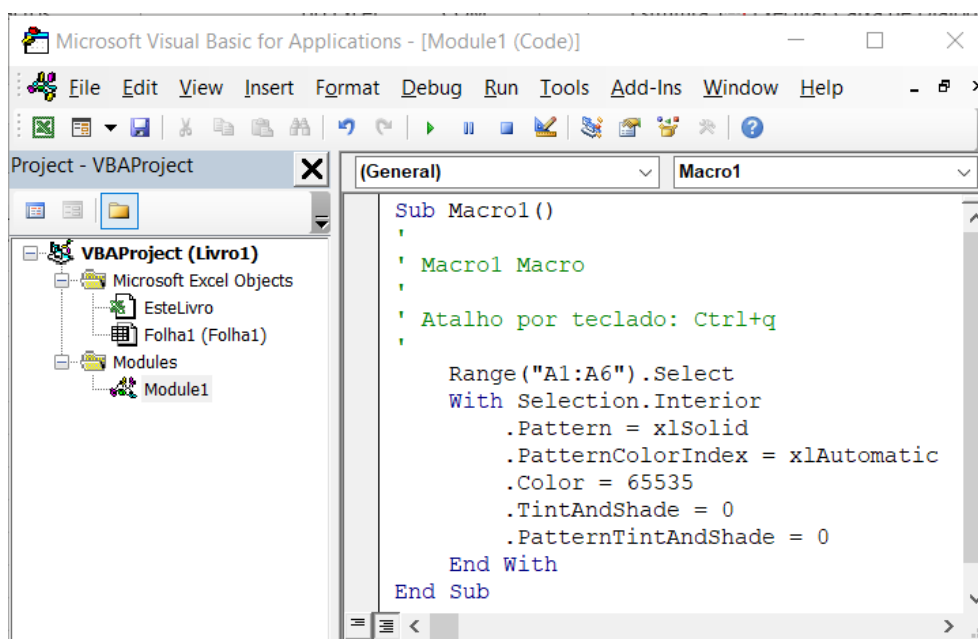 Microsoft Visual Basic for Applications - [Module1 (Code)]
File Edit View Insert Format Debug Run Tools Add-Ins Window Help
Project - VBAProject
(General)
Macro1
VBAProject (Livro1)
Microsoft Excel Objects
EsteLivro
Folha1 (Folha1)
Modules
Module1
Sub Macro1()
'
' Macro1 Macro
'
' Atalho por teclado: Ctrl+q
'
Range("A1:A6").Select
With Selection.Interior
.Pattern = xlSolid
.PatternColorIndex = xlAutomatic
.Color = 65535
.TintAndShade = 0
.PatternTintAndShade = 0
End With
End Sub